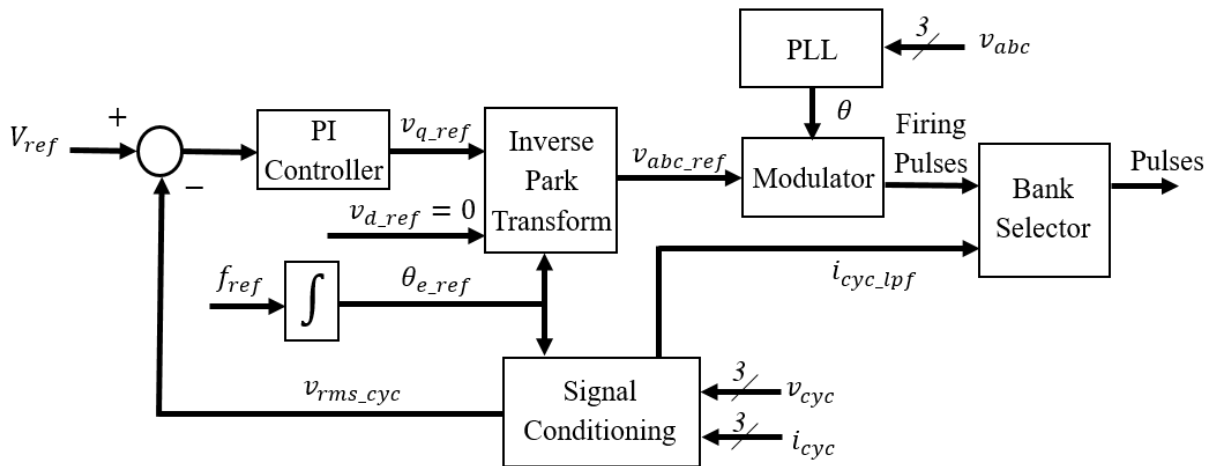 PLL
3
v_abc
θ
V_ref
+
−
PI
Controller
v_q_ref
Inverse
Park
Transform
v_d_ref = 0
v_abc_ref
Modulator
Firing
Pulses
Bank
Selector
Pulses
f_ref
∫
θ_e_ref
i_cyc_lpf
v_rms_cyc
Signal
Conditioning
3
v_cyc
3
i_cyc